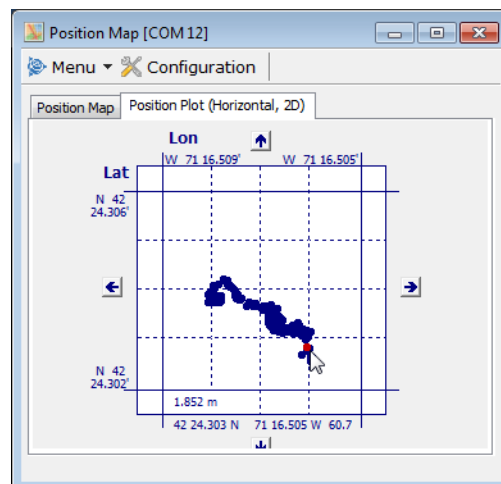 Position Map [COM 12]
Menu Configuration
Position Map Position Plot (Horizontal, 2D)
Lon
W 71 16.509' W 71 16.505'
Lat
N 42
24.306'
N 42
24.302'
1.852 m
42 24.303 N 71 16.505 W 60.7